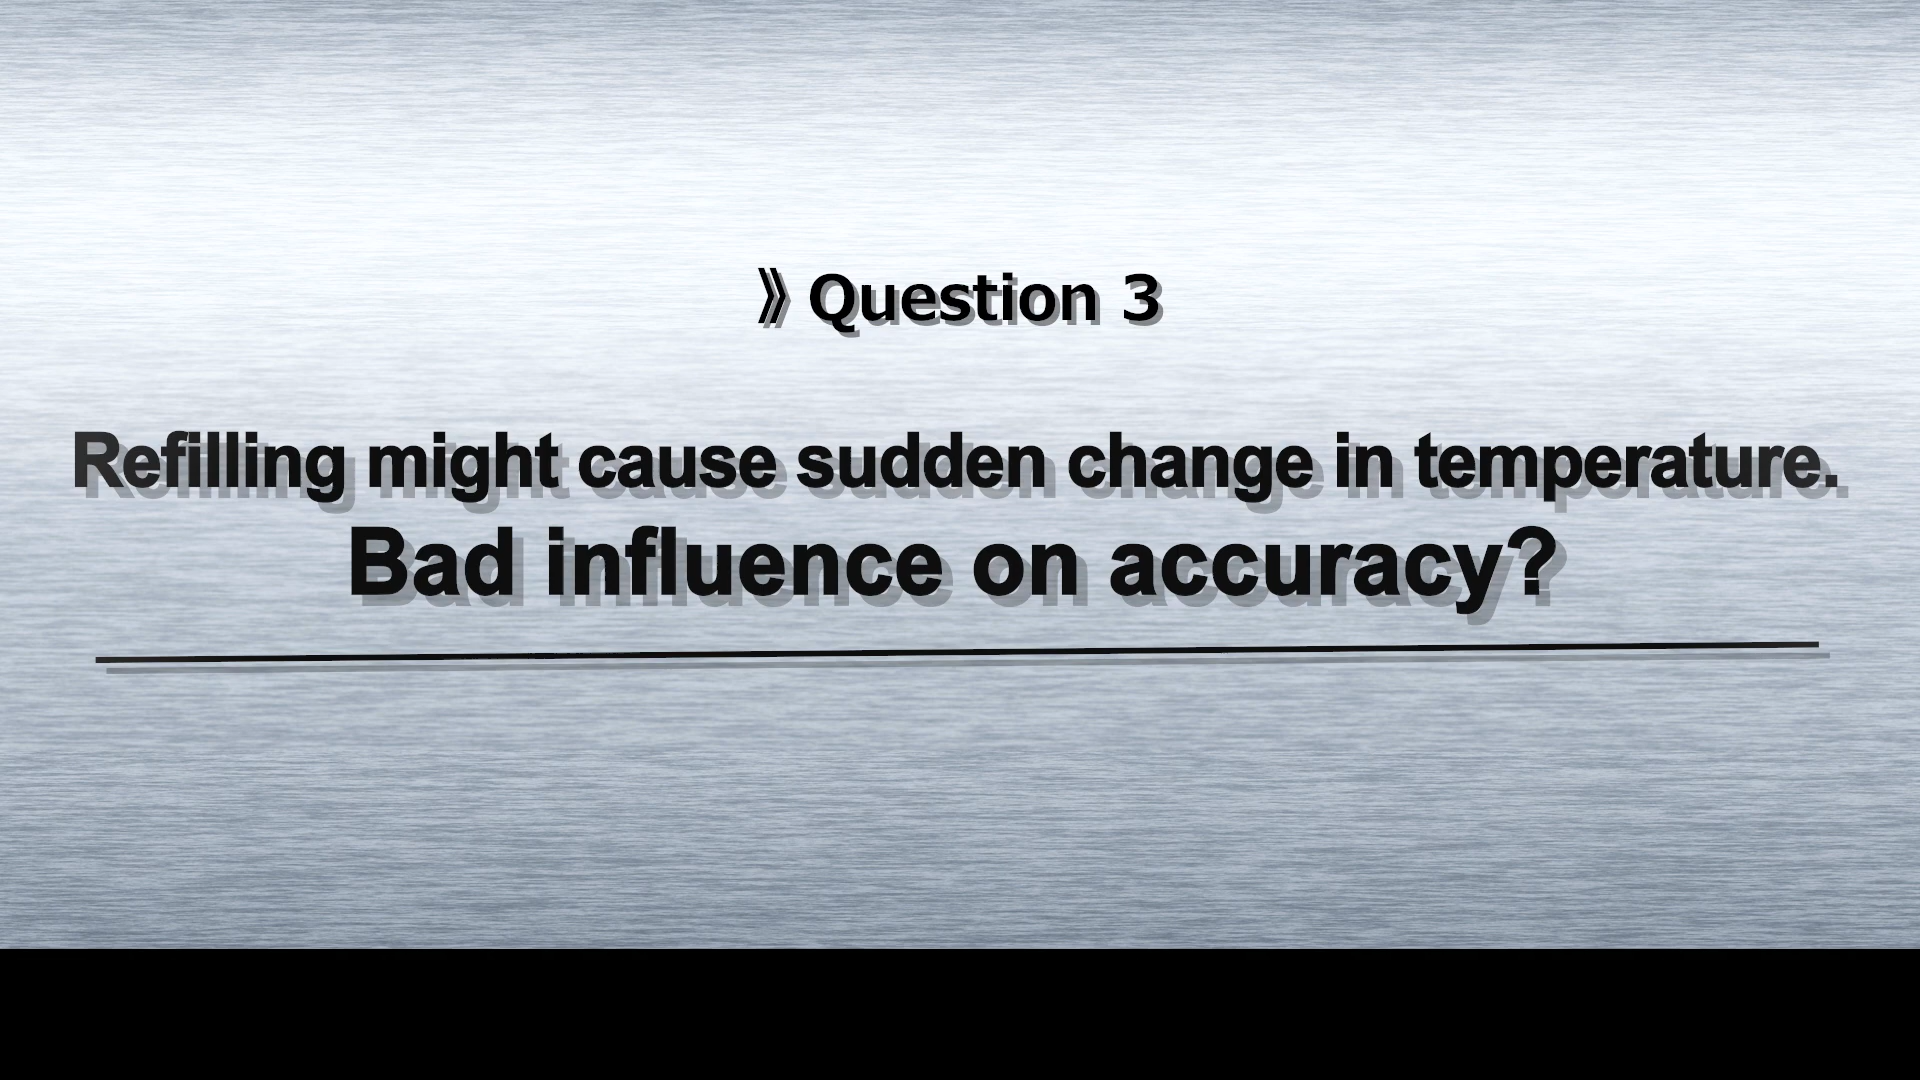 》Question 3
Refilling might cause sudden change in temperature.
Bad influence on accuracy?